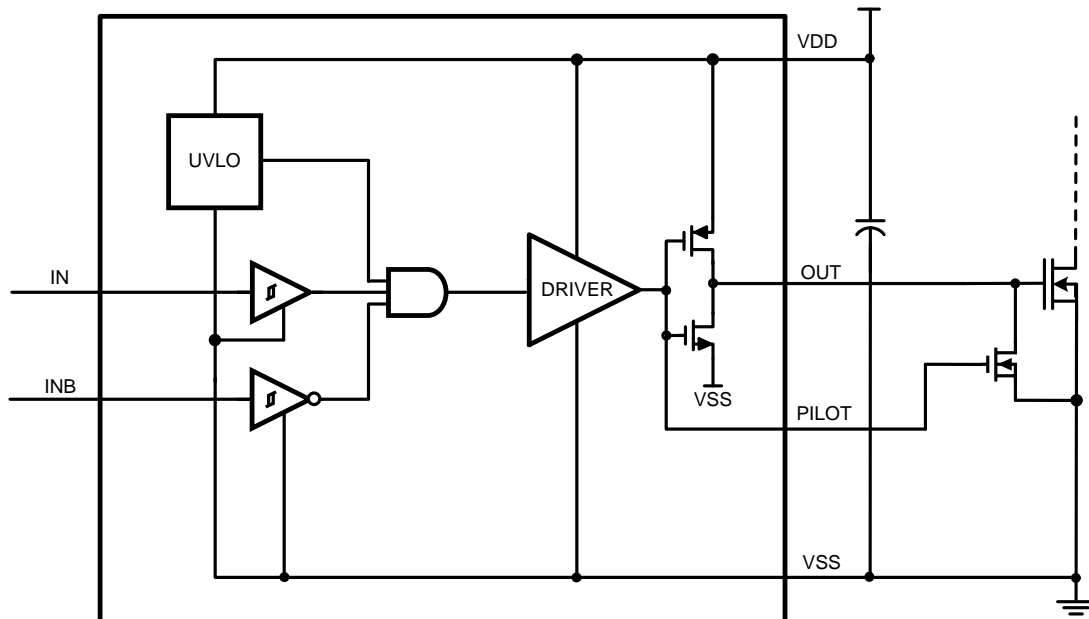 VDD
UVLO
IN
OUT
DRIVER
INB
VSS
PILOT
VSS